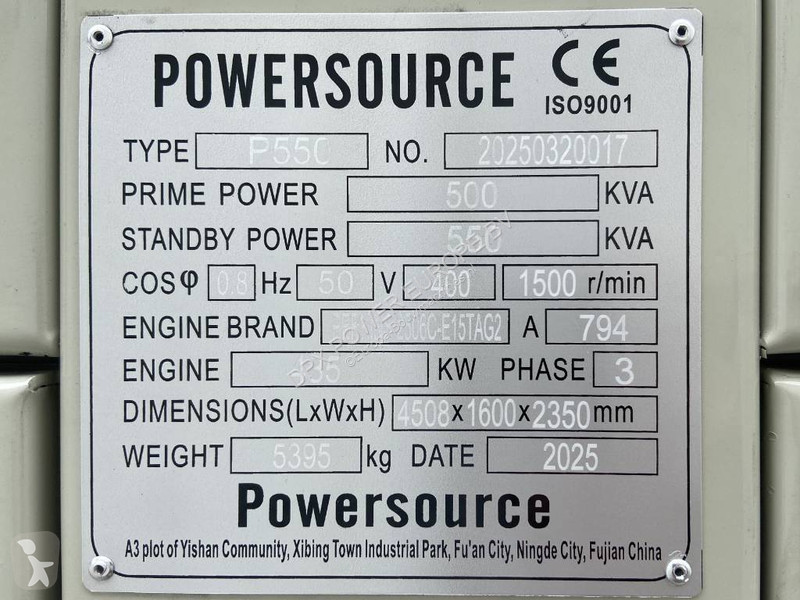 POWERSOURCE CE
ISO9001
TYPE P550 NO. 20250320017
PRIME POWER 500 KVA
STANDBY POWER 550 KVA
COSφ 0.8 Hz 50 V 400 1500 r/min
ENGINE BRAND A 794
ENGINE KW PHASE 3
DIMENSIONS(LxWxH) 4508x1600x2350mm
WEIGHT 5395 kg DATE 2025
Powersource
A3 plot of Yishan Community, Xibing Town Industrial Park, Fu'an City, Ningde City, Fujian China